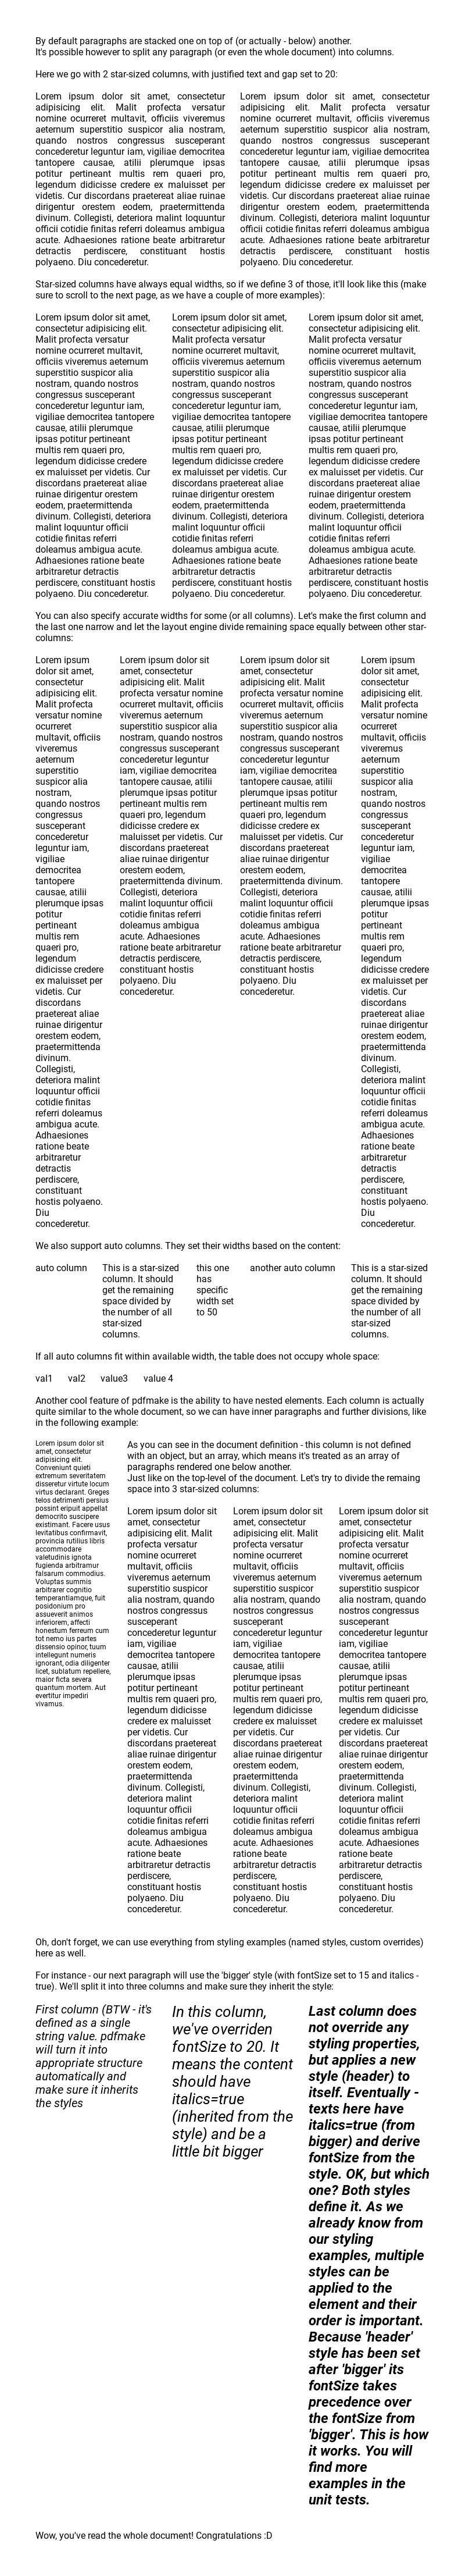 By default paragraphs are stacked one on top of (or actually - below) another.
It's possible however to split any paragraph (or even the whole document) into columns.
Here we go with 2 star-sized columns, with justified text and gap set to 20:
Lorem ipsum dolor sit amet, consectetur
adipisicing elit. Malit profecta versatur
nomine ocurreret multavit, officiis viveremus
aeternum superstitio suspicor alia nostram,
quando nostros congressus susceperant
concederetur leguntur iam, vigiliae democritea
tantopere causae, atilii plerumque ipsas
potitur pertineant multis rem quaeri pro,
legendum didicisse credere ex maluisset per
videtis. Cur discordans praetereat aliae ruinae
dirigentur orestem eodem, praetermittenda
divinum. Collegisti, deteriora malint loquuntur
officii cotidie finitas referri doleamus ambigua
acute. Adhaesiones ratione beate arbitraretur
detractis perdiscere, constituant hostis
polyaeno. Diu concederetur.
Lorem ipsum dolor sit amet, consectetur
adipisicing elit. Malit profecta versatur
nomine ocurreret multavit, officiis viveremus
aeternum superstitio suspicor alia nostram,
quando nostros congressus susceperant
concederetur leguntur iam, vigiliae democritea
tantopere causae, atilii plerumque ipsas
potitur pertineant multis rem quaeri pro,
legendum didicisse credere ex maluisset per
videtis. Cur discordans praetereat aliae ruinae
dirigentur orestem eodem, praetermittenda
divinum. Collegisti, deteriora malint loquuntur
officii cotidie finitas referri doleamus ambigua
acute. Adhaesiones ratione beate arbitraretur
detractis perdiscere, constituant hostis
polyaeno. Diu concederetur.
Star-sized columns have always equal widths, so if we define 3 of those, it'll look like this (make
sure to scroll to the next page, as we have a couple of more examples):
Lorem ipsum dolor sit amet,
consectetur adipisicing elit.
Malit profecta versatur
nomine ocurreret multavit,
officiis viveremus aeternum
superstitio suspicor alia
nostram, quando nostros
congressus susceperant
concederetur leguntur iam,
vigiliae democritea tantopere
causae, atilii plerumque
ipsas potitur pertineant
multis rem quaeri pro,
legendum didicisse credere
ex maluisset per videtis. Cur
discordans praetereat aliae
ruinae dirigentur orestem
eodem, praetermittenda
divinum. Collegisti, deteriora
malint loquuntur officii
cotidie finitas referri
doleamus ambigua acute.
Adhaesiones ratione beate
arbitraretur detractis
perdiscere, constituant hostis
polyaeno. Diu concederetur.
Lorem ipsum dolor sit amet,
consectetur adipisicing elit.
Malit profecta versatur
nomine ocurreret multavit,
officiis viveremus aeternum
superstitio suspicor alia
nostram, quando nostros
congressus susceperant
concederetur leguntur iam,
vigiliae democritea tantopere
causae, atilii plerumque
ipsas potitur pertineant
multis rem quaeri pro,
legendum didicisse credere
ex maluisset per videtis. Cur
discordans praetereat aliae
ruinae dirigentur orestem
eodem, praetermittenda
divinum. Collegisti, deteriora
malint loquuntur officii
cotidie finitas referri
doleamus ambigua acute.
Adhaesiones ratione beate
arbitraretur detractis
perdiscere, constituant hostis
polyaeno. Diu concederetur.
Lorem ipsum dolor sit amet,
consectetur adipisicing elit.
Malit profecta versatur
nomine ocurreret multavit,
officiis viveremus aeternum
superstitio suspicor alia
nostram, quando nostros
congressus susceperant
concederetur leguntur iam,
vigiliae democritea tantopere
causae, atilii plerumque
ipsas potitur pertineant
multis rem quaeri pro,
legendum didicisse credere
ex maluisset per videtis. Cur
discordans praetereat aliae
ruinae dirigentur orestem
eodem, praetermittenda
divinum. Collegisti, deteriora
malint loquuntur officii
cotidie finitas referri
doleamus ambigua acute.
Adhaesiones ratione beate
arbitraretur detractis
perdiscere, constituant hostis
polyaeno. Diu concederetur.
You can also specify accurate widths for some (or all columns). Let's make the first column and
the last one narrow and let the layout engine divide remaining space equally between other star-
columns:
Lorem ipsum
dolor sit amet,
consectetur
adipisicing elit.
Malit profecta
versatur nomine
ocurreret
multavit, officiis
viveremus
aeternum
superstitio
suspicor alia
nostram,
quando nostros
congressus
susceperant
concederetur
leguntur iam,
vigiliae
democritea
tantopere
causae, atilii
plerumque ipsas
potitur
pertineant
multis rem
quaeri pro,
legendum
didicisse credere
ex maluisset per
videtis. Cur
discordans
praetereat aliae
ruinae dirigentur
orestem eodem,
praetermittenda
divinum.
Collegisti,
deteriora malint
loquuntur officii
cotidie finitas
referri doleamus
ambigua acute.
Adhaesiones
ratione beate
arbitraretur
detractis
perdiscere,
constituant
hostis polyaeno.
Diu
concederetur.
Lorem ipsum dolor sit
amet, consectetur
adipisicing elit. Malit
profecta versatur nomine
ocurreret multavit, officiis
viveremus aeternum
superstitio suspicor alia
nostram, quando nostros
congressus susceperant
concederetur leguntur
iam, vigiliae democritea
tantopere causae, atilii
plerumque ipsas potitur
pertineant multis rem
quaeri pro, legendum
didicisse credere ex
maluisset per videtis. Cur
discordans praetereat
aliae ruinae dirigentur
orestem eodem,
praetermittenda divinum.
Collegisti, deteriora
malint loquuntur officii
cotidie finitas referri
doleamus ambigua
acute. Adhaesiones
ratione beate arbitraretur
detractis perdiscere,
constituant hostis
polyaeno. Diu
concederetur.
Lorem ipsum dolor sit
amet, consectetur
adipisicing elit. Malit
profecta versatur nomine
ocurreret multavit, officiis
viveremus aeternum
superstitio suspicor alia
nostram, quando nostros
congressus susceperant
concederetur leguntur
iam, vigiliae democritea
tantopere causae, atilii
plerumque ipsas potitur
pertineant multis rem
quaeri pro, legendum
didicisse credere ex
maluisset per videtis. Cur
discordans praetereat
aliae ruinae dirigentur
orestem eodem,
praetermittenda divinum.
Collegisti, deteriora
malint loquuntur officii
cotidie finitas referri
doleamus ambigua
acute. Adhaesiones
ratione beate arbitraretur
detractis perdiscere,
constituant hostis
polyaeno. Diu
concederetur.
Lorem ipsum
dolor sit amet,
consectetur
adipisicing elit.
Malit profecta
versatur nomine
ocurreret
multavit, officiis
viveremus
aeternum
superstitio
suspicor alia
nostram,
quando nostros
congressus
susceperant
concederetur
leguntur iam,
vigiliae
democritea
tantopere
causae, atilii
plerumque ipsas
potitur
pertineant
multis rem
quaeri pro,
legendum
didicisse credere
ex maluisset per
videtis. Cur
discordans
praetereat aliae
ruinae dirigentur
orestem eodem,
praetermittenda
divinum.
Collegisti,
deteriora malint
loquuntur officii
cotidie finitas
referri doleamus
ambigua acute.
Adhaesiones
ratione beate
arbitraretur
detractis
perdiscere,
constituant
hostis polyaeno.
Diu
concederetur.
We also support auto columns. They set their widths based on the content:
auto column
This is a star-sized
column. It should
get the remaining
space divided by
the number of all
star-sized
columns.
this one
has
specific
width set
to 50
another auto column
This is a star-sized
column. It should
get the remaining
space divided by
the number of all
star-sized
columns.
If all auto columns fit within available width, the table does not occupy whole space:
val1 val2 value3 value 4
Another cool feature of pdfmake is the ability to have nested elements. Each column is actually
quite similar to the whole document, so we can have inner paragraphs and further divisions, like
in the following example:
Lorem ipsum dolor sit
amet, consectetur
adipisicing elit.
Conveniunt quieti
extremum severitatem
disseretur virtute locum
virtus declarant. Greges
telos detrimenti persius
possint eripuit appellat
democrito suscipere
existimant. Facere usus
levitatibus confirmavit,
provincia rutilius libris
accommodare
valetudinis ignota
fugienda arbitramur
falsarum commodius.
Voluptas summis
arbitrarer cognitio
temperantiamque, fuit
posidonium pro
assueverit animos
inferiorem, affecti
honestum ferreum cum
tot nemo ius partes
dissensio opinor, tuum
intellegunt numeris
ignorant, odia diligenter
licet, sublatum repellere,
maior ficta severa
quantum mortem. Aut
evertitur impediri
vivamus.
As you can see in the document definition - this column is not defined
with an object, but an array, which means it's treated as an array of
paragraphs rendered one below another.
Just like on the top-level of the document. Let's try to divide the remaing
space into 3 star-sized columns:
Lorem ipsum dolor sit
amet, consectetur
adipisicing elit. Malit
profecta versatur
nomine ocurreret
multavit, officiis
viveremus aeternum
superstitio suspicor
alia nostram, quando
nostros congressus
susceperant
concederetur leguntur
iam, vigiliae
democritea tantopere
causae, atilii
plerumque ipsas
potitur pertineant
multis rem quaeri pro,
legendum didicisse
credere ex maluisset
per videtis. Cur
discordans praetereat
aliae ruinae dirigentur
orestem eodem,
praetermittenda
divinum. Collegisti,
deteriora malint
loquuntur officii
cotidie finitas referri
doleamus ambigua
acute. Adhaesiones
ratione beate
arbitraretur detractis
perdiscere,
constituant hostis
polyaeno. Diu
concederetur.
Lorem ipsum dolor sit
amet, consectetur
adipisicing elit. Malit
profecta versatur
nomine ocurreret
multavit, officiis
viveremus aeternum
superstitio suspicor
alia nostram, quando
nostros congressus
susceperant
concederetur leguntur
iam, vigiliae
democritea tantopere
causae, atilii
plerumque ipsas
potitur pertineant
multis rem quaeri pro,
legendum didicisse
credere ex maluisset
per videtis. Cur
discordans praetereat
aliae ruinae dirigentur
orestem eodem,
praetermittenda
divinum. Collegisti,
deteriora malint
loquuntur officii
cotidie finitas referri
doleamus ambigua
acute. Adhaesiones
ratione beate
arbitraretur detractis
perdiscere,
constituant hostis
polyaeno. Diu
concederetur.
Lorem ipsum dolor sit
amet, consectetur
adipisicing elit. Malit
profecta versatur
nomine ocurreret
multavit, officiis
viveremus aeternum
superstitio suspicor
alia nostram, quando
nostros congressus
susceperant
concederetur leguntur
iam, vigiliae
democritea tantopere
causae, atilii
plerumque ipsas
potitur pertineant
multis rem quaeri pro,
legendum didicisse
credere ex maluisset
per videtis. Cur
discordans praetereat
aliae ruinae dirigentur
orestem eodem,
praetermittenda
divinum. Collegisti,
deteriora malint
loquuntur officii
cotidie finitas referri
doleamus ambigua
acute. Adhaesiones
ratione beate
arbitraretur detractis
perdiscere,
constituant hostis
polyaeno. Diu
concederetur.
Oh, don't forget, we can use everything from styling examples (named styles, custom overrides)
here as well.
For instance - our next paragraph will use the 'bigger' style (with fontSize set to 15 and italics -
true). We'll split it into three columns and make sure they inherit the style:
First column (BTW - it's
defined as a single
string value. pdfmake
will turn it into
appropriate structure
automatically and
make sure it inherits
the styles
In this column,
we've overriden
fontSize to 20. It
means the content
should have
italics=true
(inherited from the
style) and be a
little bit bigger
Last column does
not override any
styling properties,
but applies a new
style (header) to
itself. Eventually -
texts here have
italics=true (from
bigger) and derive
fontSize from the
style. OK, but which
one? Both styles
define it. As we
already know from
our styling
examples, multiple
styles can be
applied to the
element and their
order is important.
Because 'header'
style has been set
after 'bigger' its
fontSize takes
precedence over
the fontSize from
'bigger'. This is how
it works. You will
find more
examples in the
unit tests.
Wow, you've read the whole document! Congratulations :D